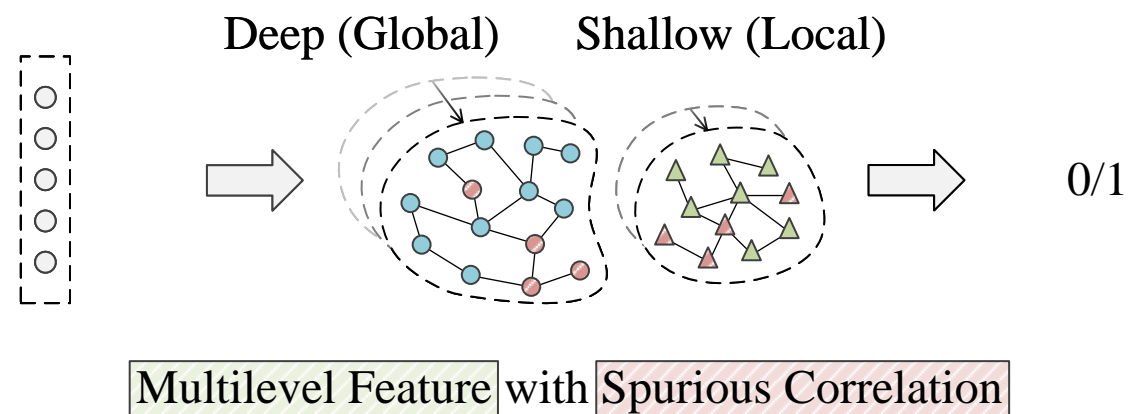 Deep (Global) Shallow (Local)
0/1
Multilevel Feature with Spurious Correlation